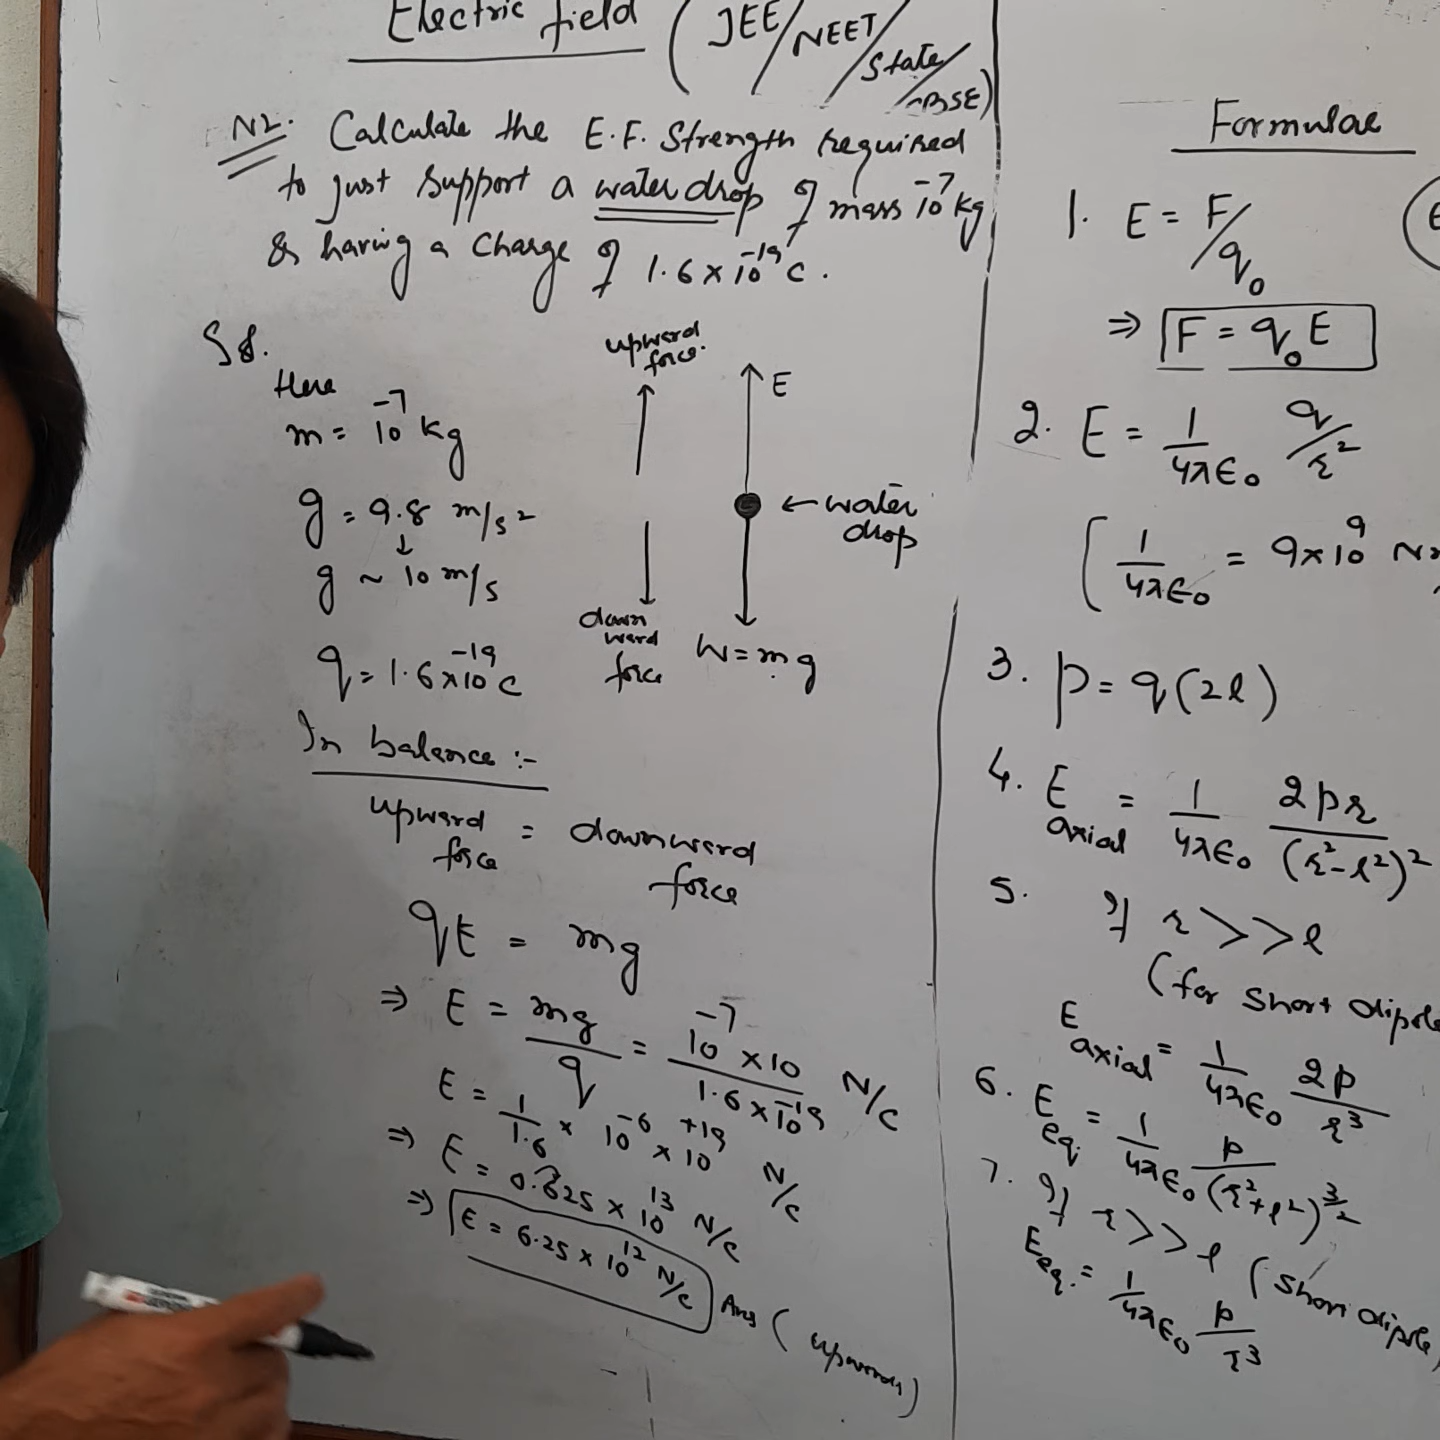 Electric field (JEE/NEET/State/CBSE)
N2. Calculate the E.F. Strength required
to just support a water drop of mass 10⁻⁷ kg
& having a charge of 1.6 × 10⁻¹⁹ C.
Sol.
Here
m = 10⁻⁷ kg
g = 9.8 m/s²
↓
g ~ 10 m/s
q = 1.6×10⁻¹⁹ C
upward
force.
E
← water
drop
down
ward
force
W = mg
In balance :-
upward force = downward force
qE = mg
⇒ E = mg/q = 10⁻⁷ × 10 / 1.6 × 10⁻¹⁹ N/C
E = 1/1.6 × 10⁻⁶ × 10⁺¹⁹ N/C
⇒ E = 0.625 × 10¹³ N/C
⇒ E = 6.25 × 10¹² N/C Ans (upward)
Formulae
1. E = F/q₀
⇒ F = q₀E
2. E = 1/4πε₀ q/r²
[1/4πε₀ = 9×10⁹
3. p = q(2l)
4. E axial = 1/4πε₀ 2pr/(r²-l²)²
5. If r >> l
(for short dipole
E axial = 1/4πε₀ 2p/r³
6. E eq. = 1/4πε₀ p/(r²+l²)^3/2
7. If r >> l (short dipole)
E eq. = 1/4πε₀ p/r³